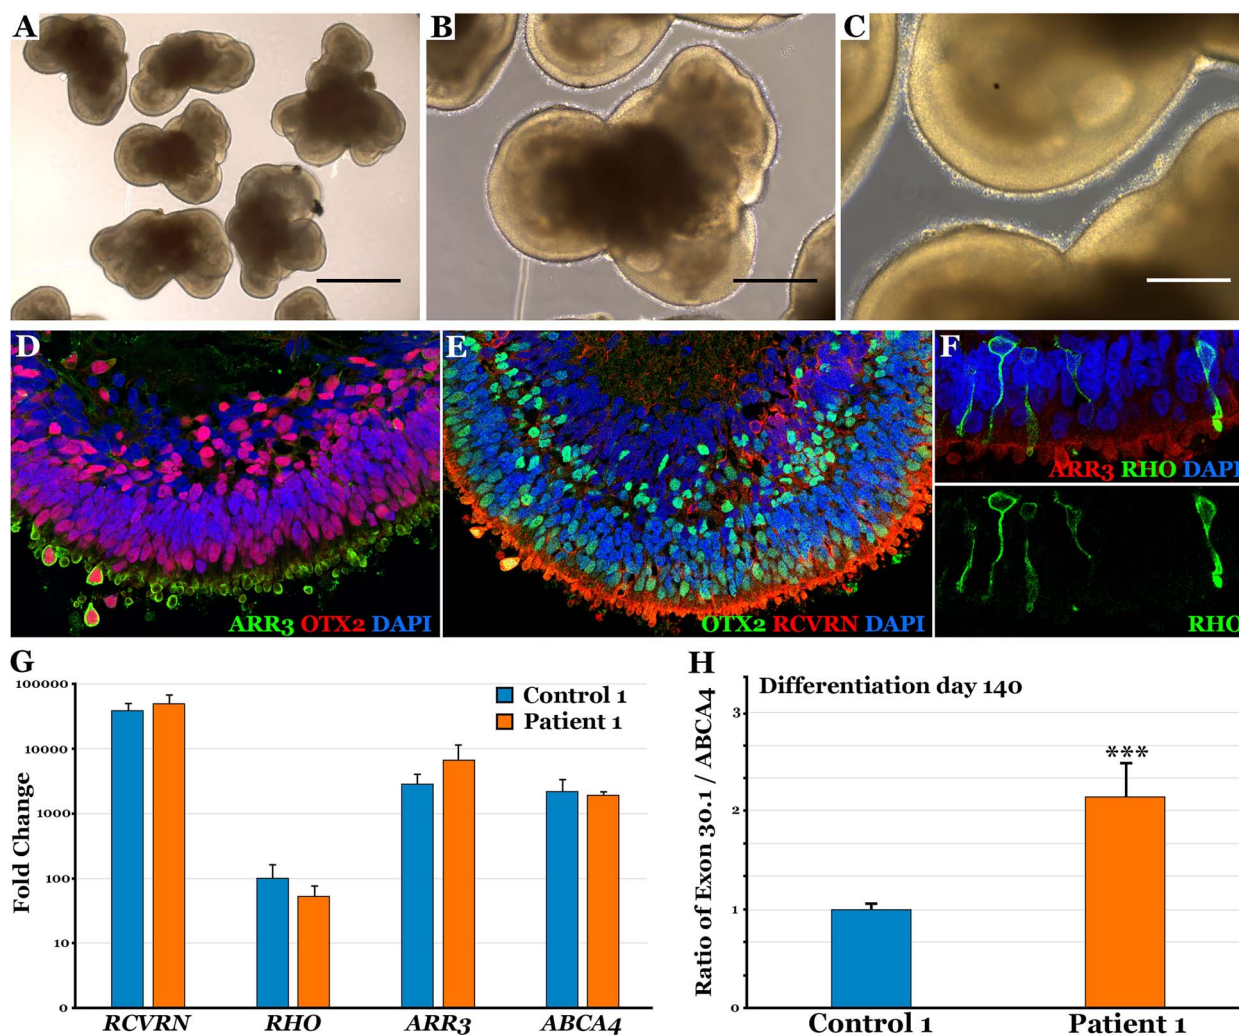 A
B
C
D
ARR3 OTX2 DAPI
E
OTX2 RCVRN DAPI
F
ARR3 RHO DAPI
RHO
G
100000
10000
1000
100
10
0
Fold Change
Control 1
Patient 1
RCVRN
RHO
ARR3
ABCA4
H
Differentiation day 140
3
2
1
0
Ratio of Exon 30.1 / ABCA4
***
Control 1
Patient 1